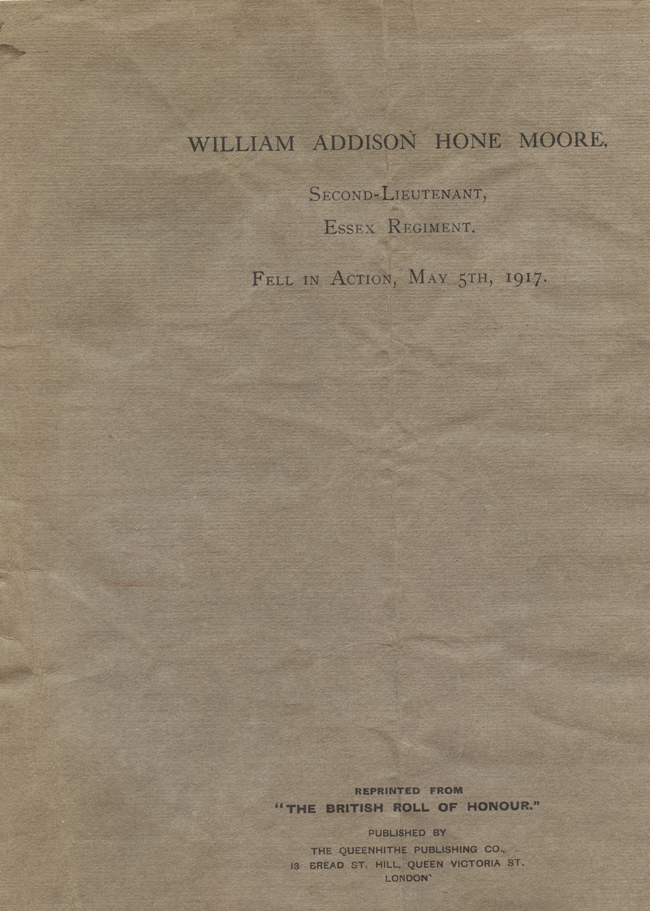 WILLIAM ADDISON HONE MOORE.
SECOND-LIEUTENANT,
ESSEX REGIMENT.
FELL IN ACTION, MAY 5TH, 1917.
REPRINTED FROM
"THE BRITISH ROLL OF HONOUR."
PUBLISHED BY
THE QUEENHITHE PUBLISHING CO.,
13 BREAD ST. HILL, QUEEN VICTORIA ST.
LONDON